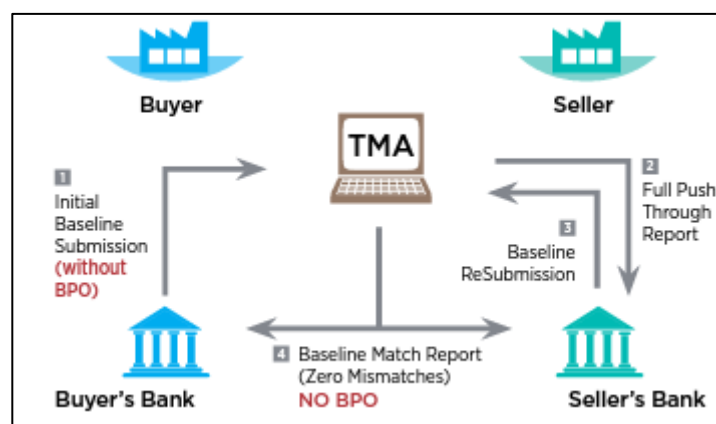 Buyer
Seller
TMA
1
Initial
Baseline
Submission
(without
BPO)
2
Full Push
Through
Report
3
Baseline
ReSubmission
4 Baseline Match Report
(Zero Mismatches)
NO BPO
Buyer's Bank
Seller's Bank